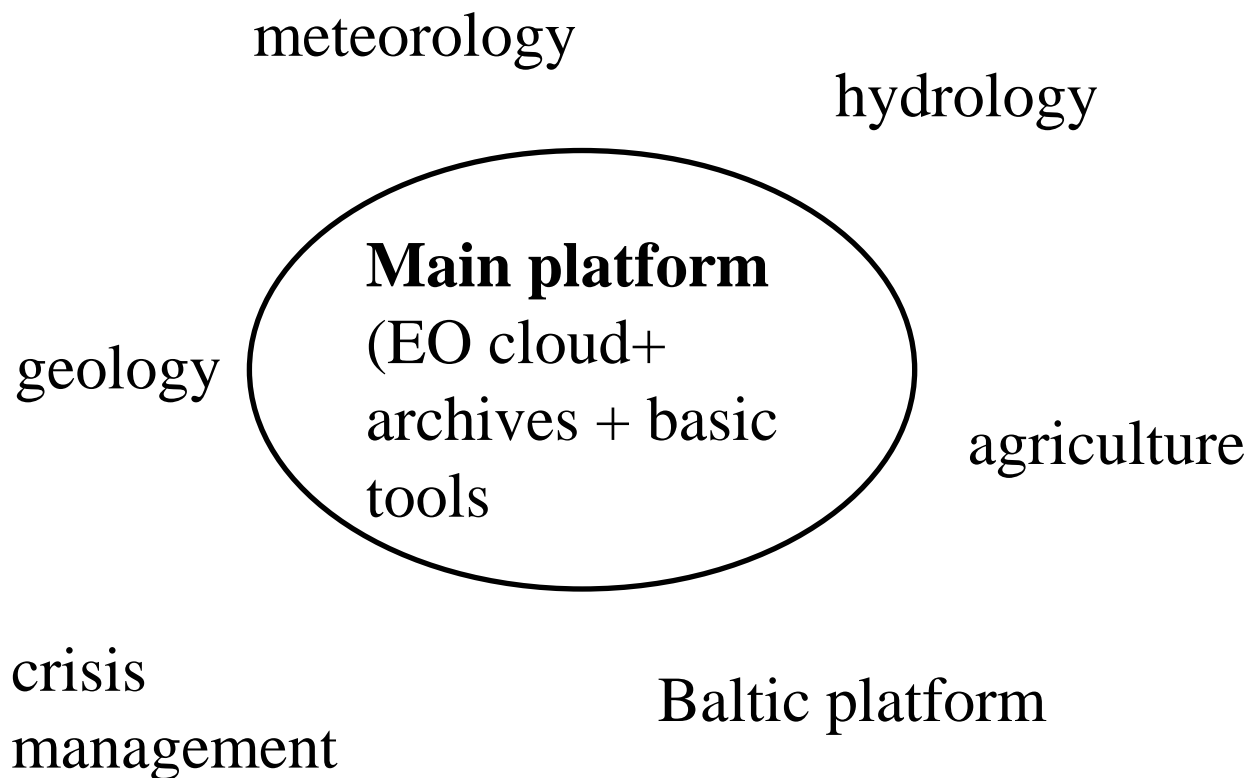 meteorology
hydrology
Main platform
(EO cloud+
archives + basic
tools
geology
agriculture
crisis
management
Baltic platform